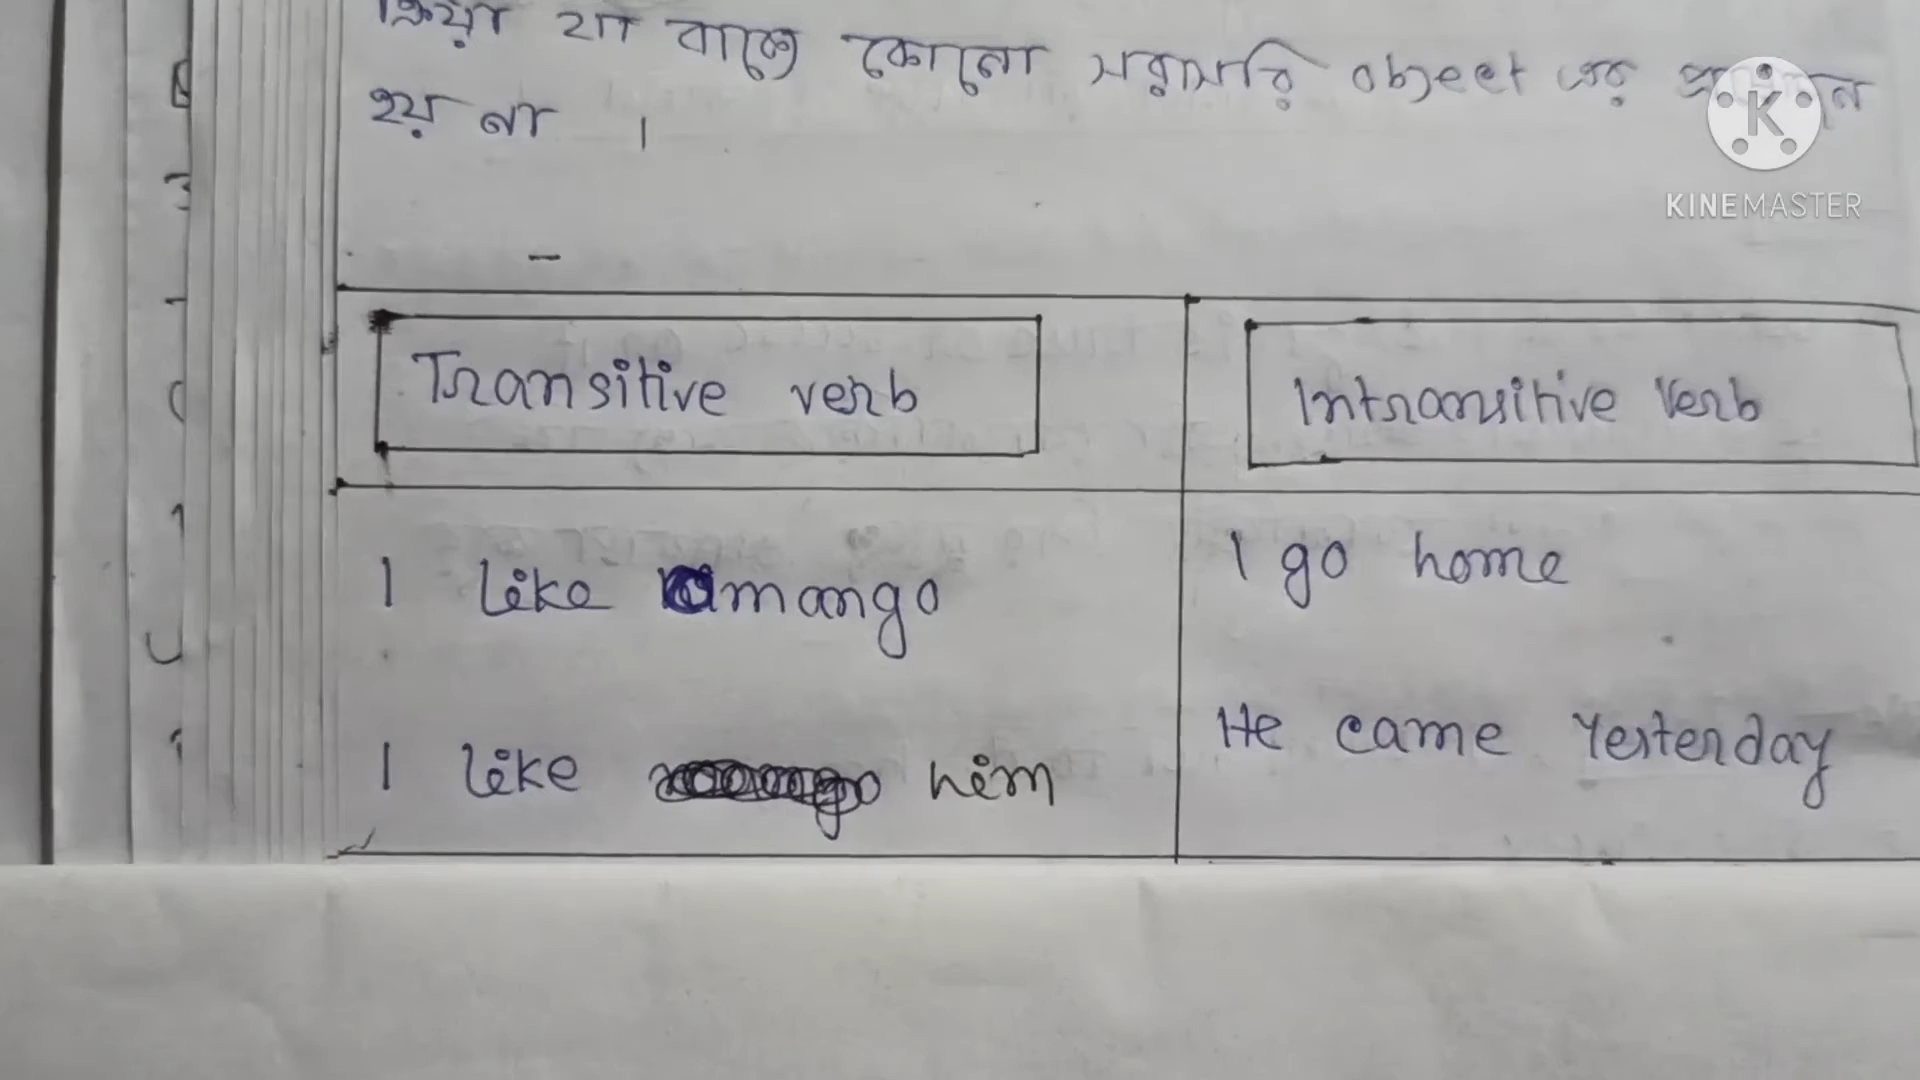 ক্রিয়া যা বাক্যে কোনো সরাসরি object এর
হয় না ।
KINEMASTER
Transitive verb
Intransitive Verb
I like mango
I go home
I like him
He came Yesterday